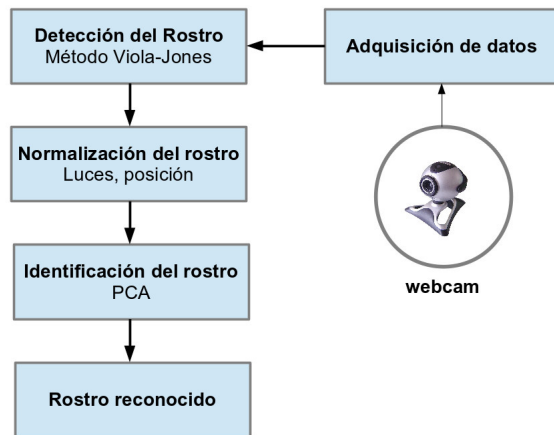 Detección del Rostro
Método Viola-Jones
Adquisición de datos
Normalización del rostro
Luces, posición
webcam
Identificación del rostro
PCA
Rostro reconocido